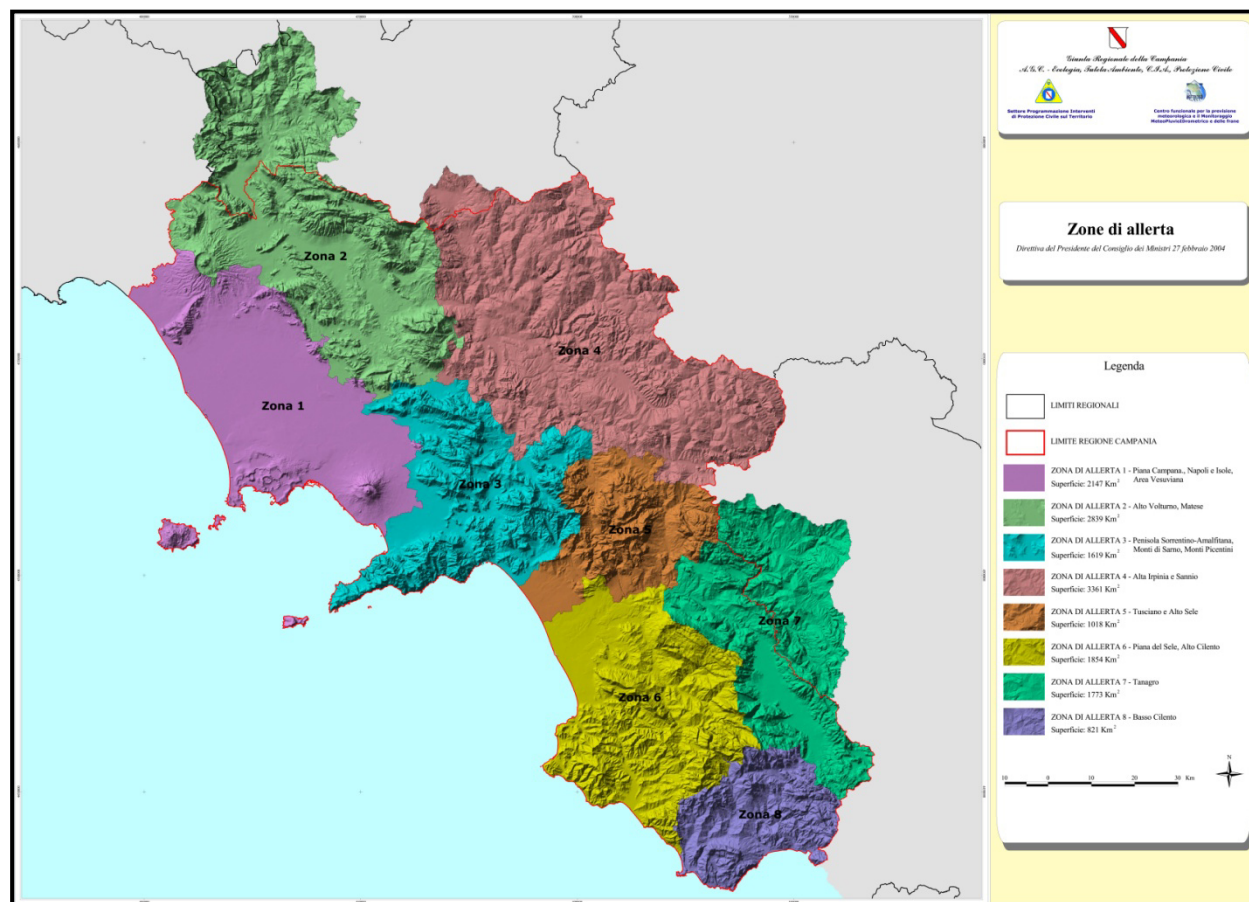 Giunta Regionale della Campania
A.G.C. - Ecologia, Tutela Ambiente, C.I.A., Protezione Civile
Settore Programmazione Interventi
di Protezione Civile sul Territorio
Centro funzionale per la previsione
meteorologica e il Monitoraggio
MeteoPluvioIdrometrico e delle frane
Zone di allerta
Direttiva del Presidente del Consiglio dei Ministri 27 febbraio 2004
Legenda
LIMITI REGIONALI
LIMITE REGIONE CAMPANIA
ZONA DI ALLERTA 1 - Piana Campana., Napoli e Isole,
Area Vesuviana
Superficie: 2147 Km²
ZONA DI ALLERTA 2 - Alto Volturno, Matese
Superficie: 2839 Km²
ZONA DI ALLERTA 3 - Penisola Sorrentino-Amalfitana,
Monti di Sarno, Monti Picentini
Superficie: 1619 Km²
ZONA DI ALLERTA 4 - Alta Irpinia e Sannio
Superficie: 3361 Km²
ZONA DI ALLERTA 5 - Tusciano e Alto Sele
Superficie: 1018 Km²
ZONA DI ALLERTA 6 - Piana del Sele, Alto Cilento
Superficie: 1854 Km²
ZONA DI ALLERTA 7 - Tanagro
Superficie: 1773 Km²
ZONA DI ALLERTA 8 - Basso Cilento
Superficie: 821 Km²
N
10 0 10 20 30 Km
Zona 2
Zona 4
Zona 1
Zona 3
Zona 5
Zona 7
Zona 6
Zona 8